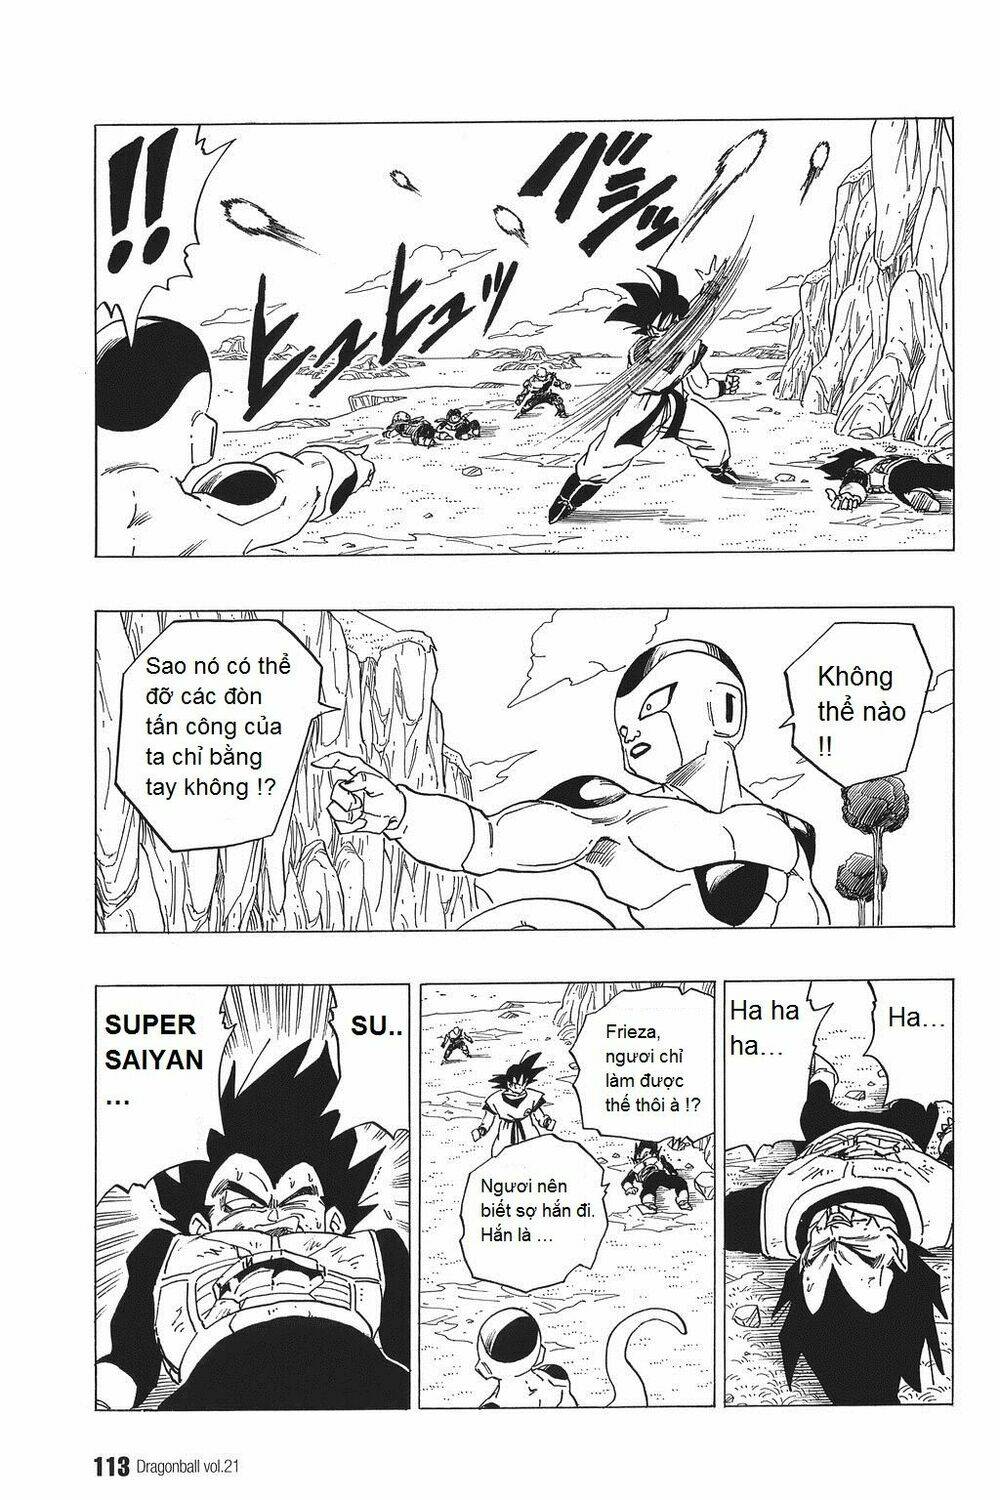 !!
バシッ
ヒュヒュッ
Không
thể nào
!!
Sao nó có thể
đỡ các đòn
tấn công của
ta chỉ bằng
tay không !?
Ha...
Ha ha
ha...
Frieza,
ngươi chỉ
làm được
thế thôi à !?
Ngươi nên
biết sợ hắn đi.
Hắn là ...
SU..
SUPER
SAIYAN
...
113 Dragonball vol.21